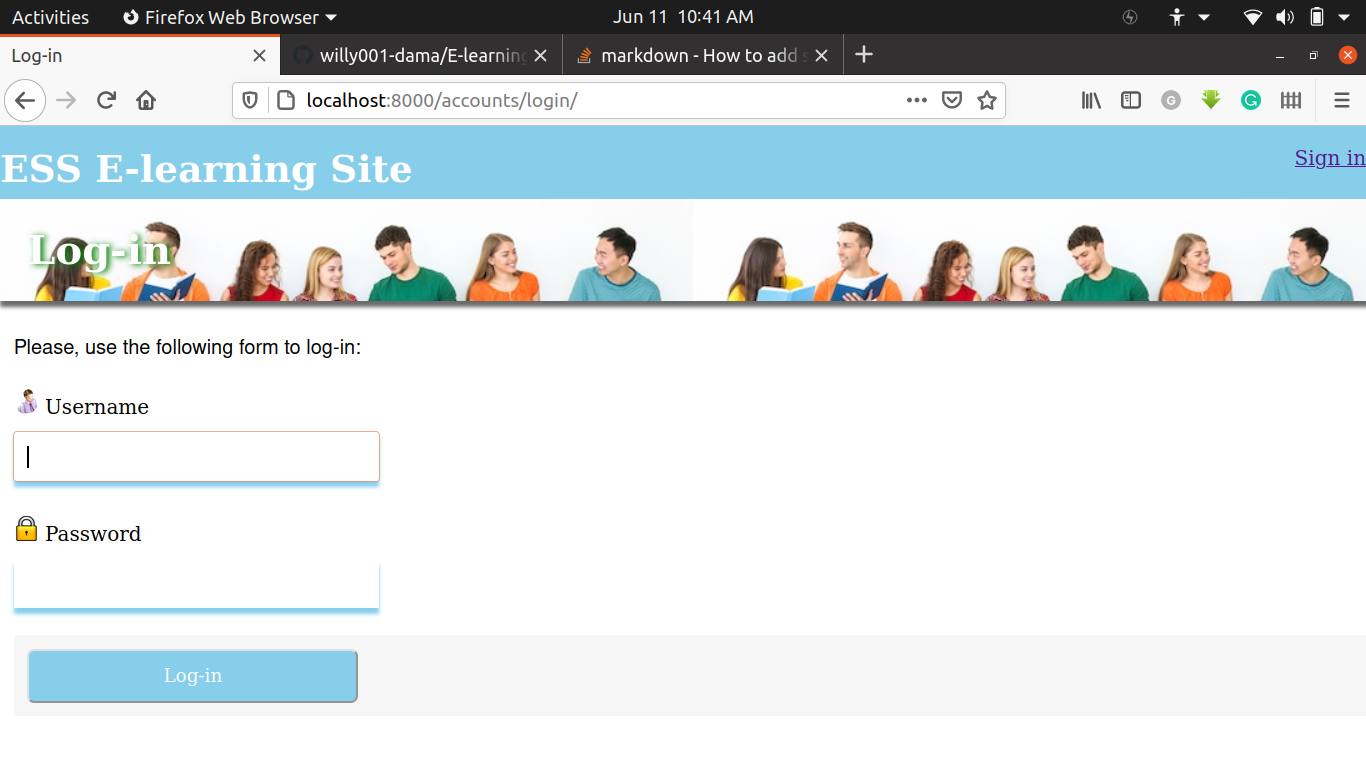 Activities Firefox Web Browser Jun 11 10:41 AM
Log-in willy001-dama/E-learning markdown - How to add s
localhost:8000/accounts/login/
ESS E-learning Site Sign in
Log-in
Please, use the following form to log-in:
Username
Password
Log-in